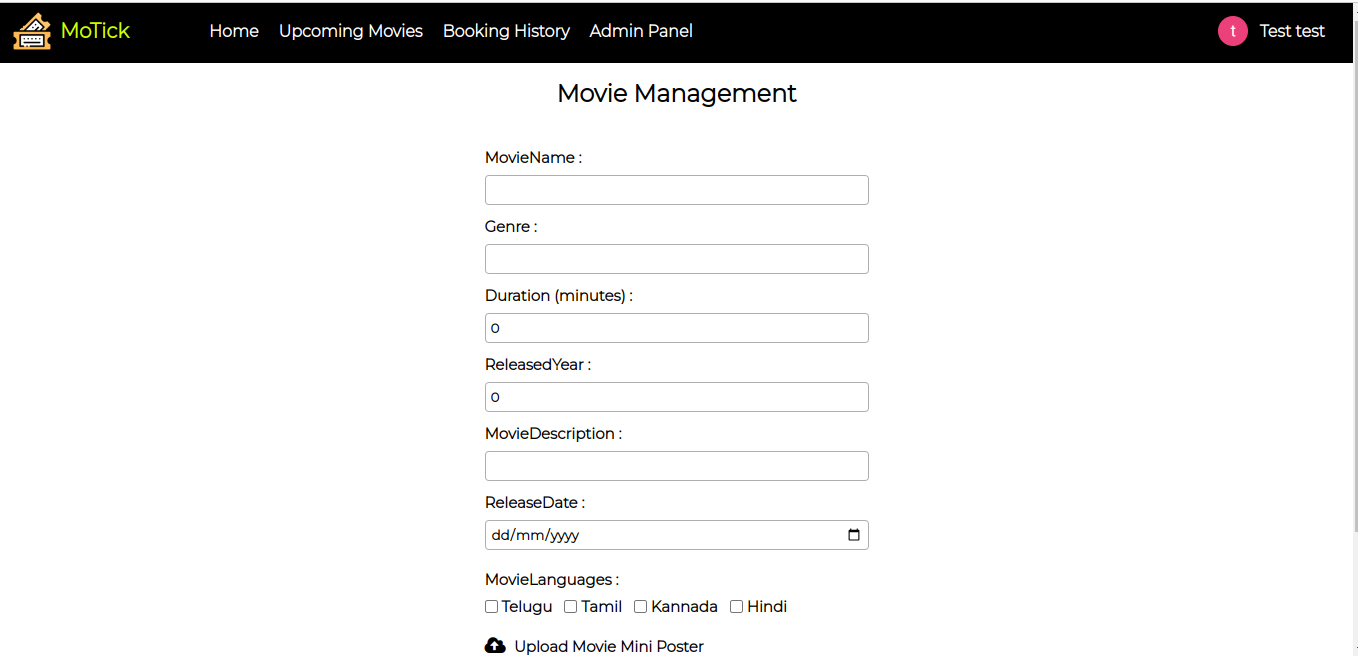 MoTick Home Upcoming Movies Booking History Admin Panel t Test test
Movie Management
MovieName :
Genre :
Duration (minutes) :
0
ReleasedYear :
0
MovieDescription :
ReleaseDate :
dd/mm/yyyy
MovieLanguages :
Telugu Tamil Kannada Hindi
Upload Movie Mini Poster